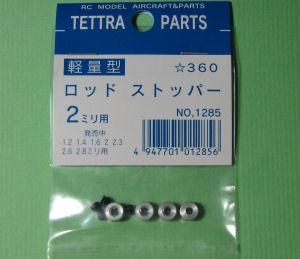 RC MODEL AIRCRAFT&PARTS
TETTRA PARTS
軽量型
☆360
ロッド ストッパー
2ミリ用
NO,1285
発売中
1.2 1.4 1.6 2 2.3
2.6 2.8ミリ用
4 947701 012856